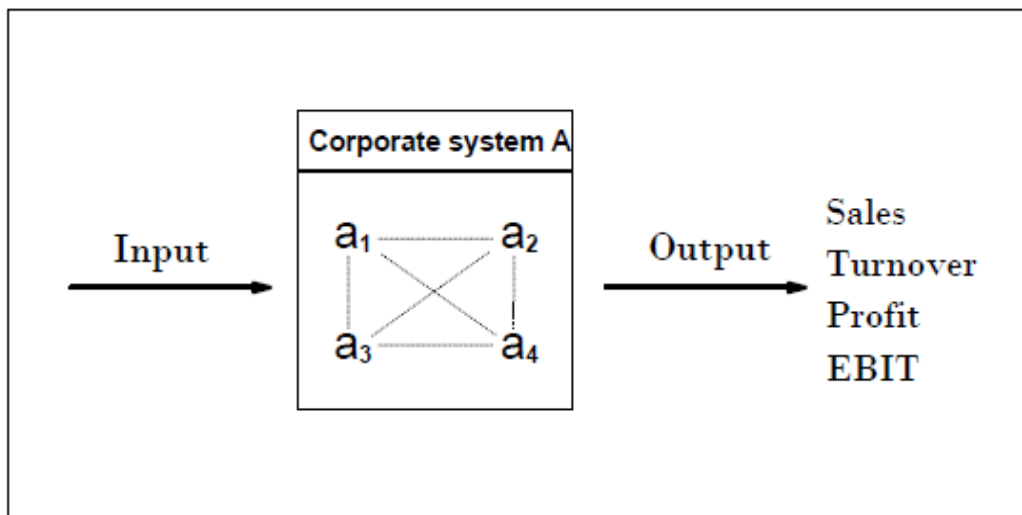 Corporate system A
Input
a₁ a₂
a₃ a₄
Output
Sales
Turnover
Profit
EBIT